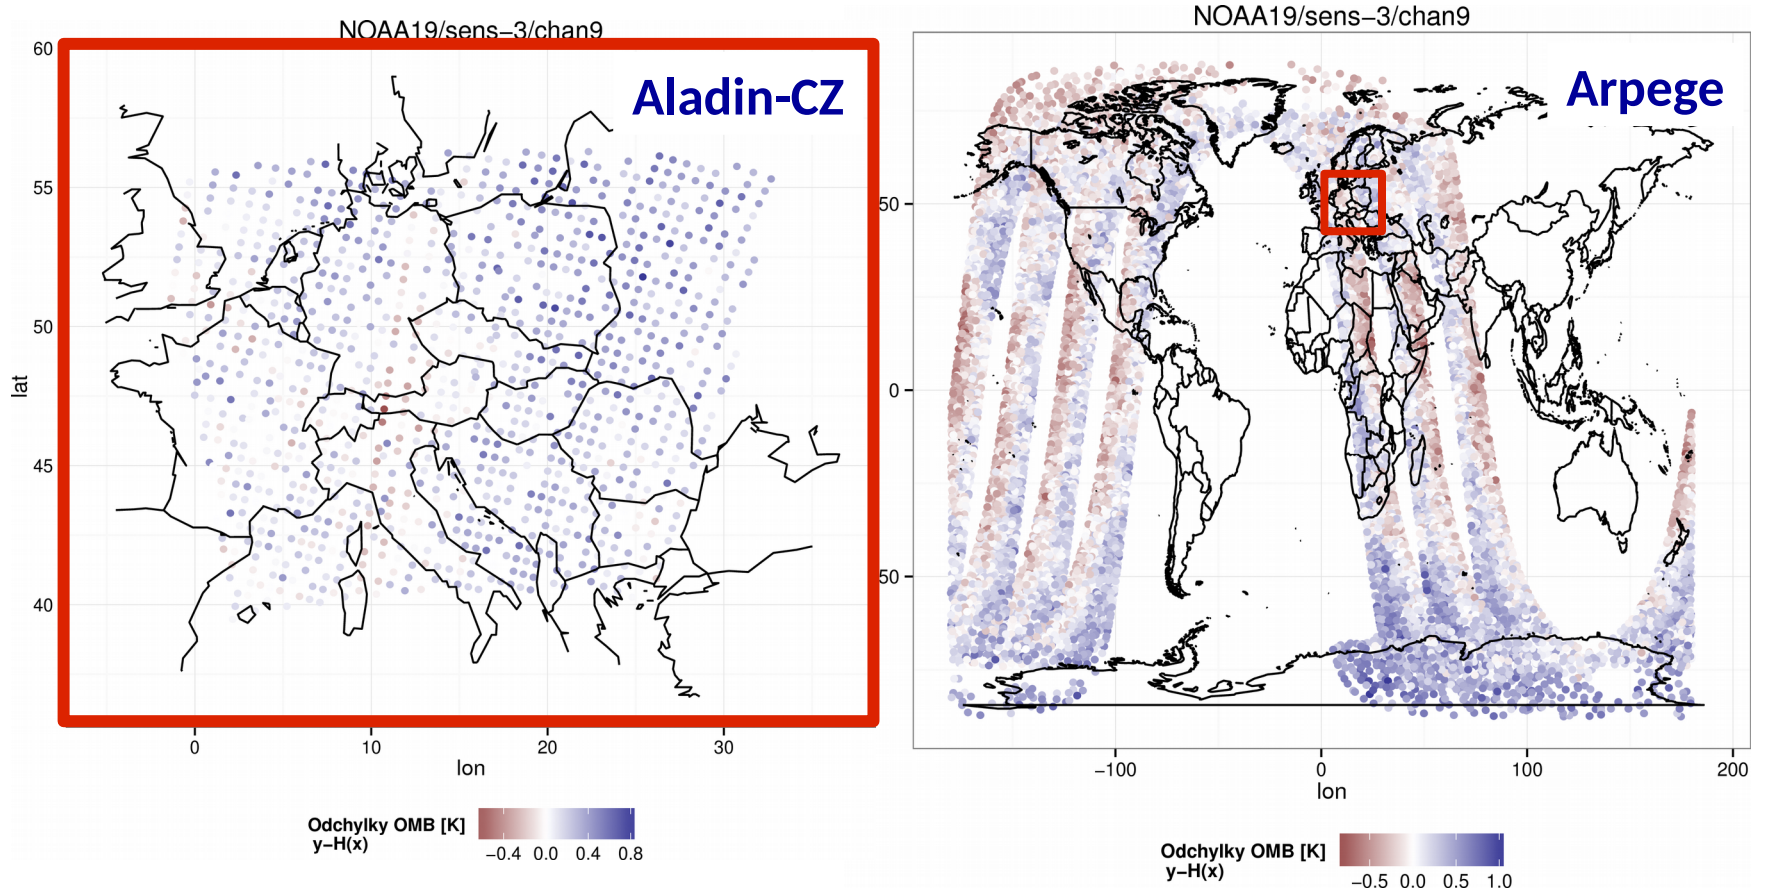 NOAA19/sens−3/chan9
Aladin-CZ
60
55
50
45
40
lat
0
10
20
30
lon
Odchylky OMB [K]
y−H(x)
−0.4
0.0
0.4
0.8
NOAA19/sens−3/chan9
Arpege
50
0
50
−100
0
100
200
lon
Odchylky OMB [K]
y−H(x)
−0.5
0.0
0.5
1.0